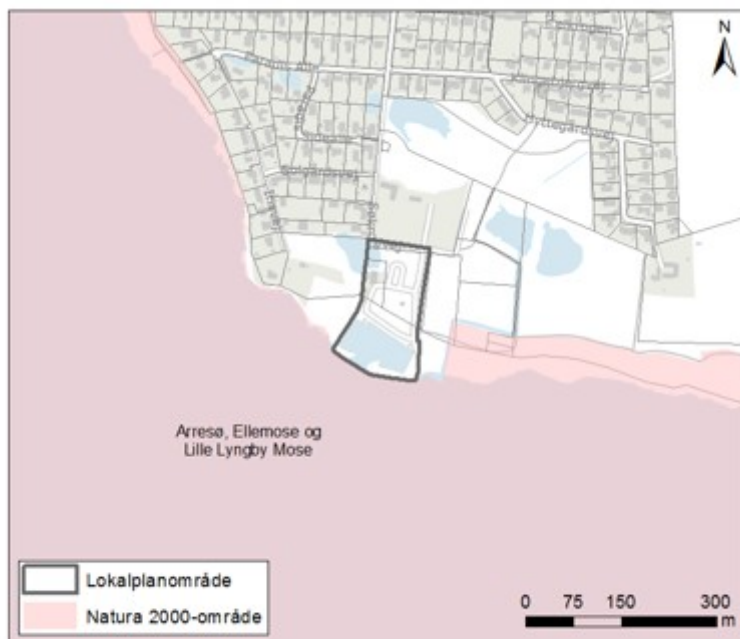 N
Arresø, Ellemose og
Lille Lyngby Mose
Lokalplanområde
Natura 2000-område
0 75 150 300
m